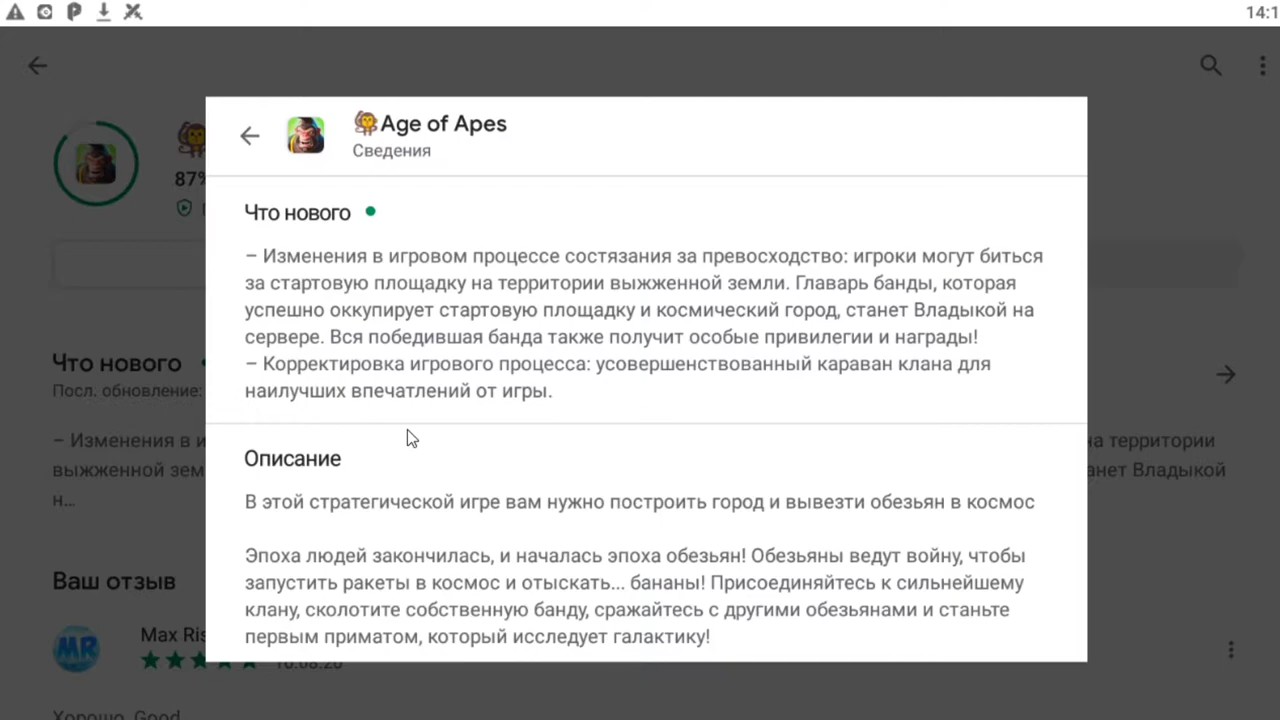 14:1
Age of Apes
Сведения
87%
Что нового
– Изменения в игровом процессе состязания за превосходство: игроки могут биться
за стартовую площадку на территории выжженной земли. Главарь банды, которая
успешно оккупирует стартовую площадку и космический город, станет Владыкой на
сервере. Вся победившая банда также получит особые привилегии и награды!
– Корректировка игрового процесса: усовершенствованный караван клана для
наилучших впечатлений от игры.
Описание
В этой стратегической игре вам нужно построить город и вывезти обезьян в космос
Эпоха людей закончилась, и началась эпоха обезьян! Обезьяны ведут войну, чтобы
запустить ракеты в космос и отыскать... бананы! Присоединяйтесь к сильнейшему
клану, сколотите собственную банду, сражайтесь с другими обезьянами и станьте
первым приматом, который исследует галактику!
Что нового
Посл. обновление:
– Изменения в и
на территории
выжженной зем
анет Владыкой
н...
Ваш отзыв
MR
Max Ris
10.08.20
Хорошо. Good